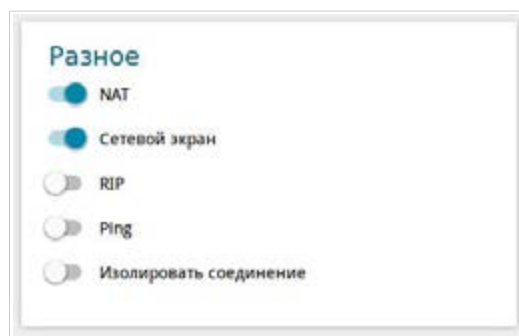 Разное
NAT
Сетевой экран
RIP
Ping
Изолировать соединение